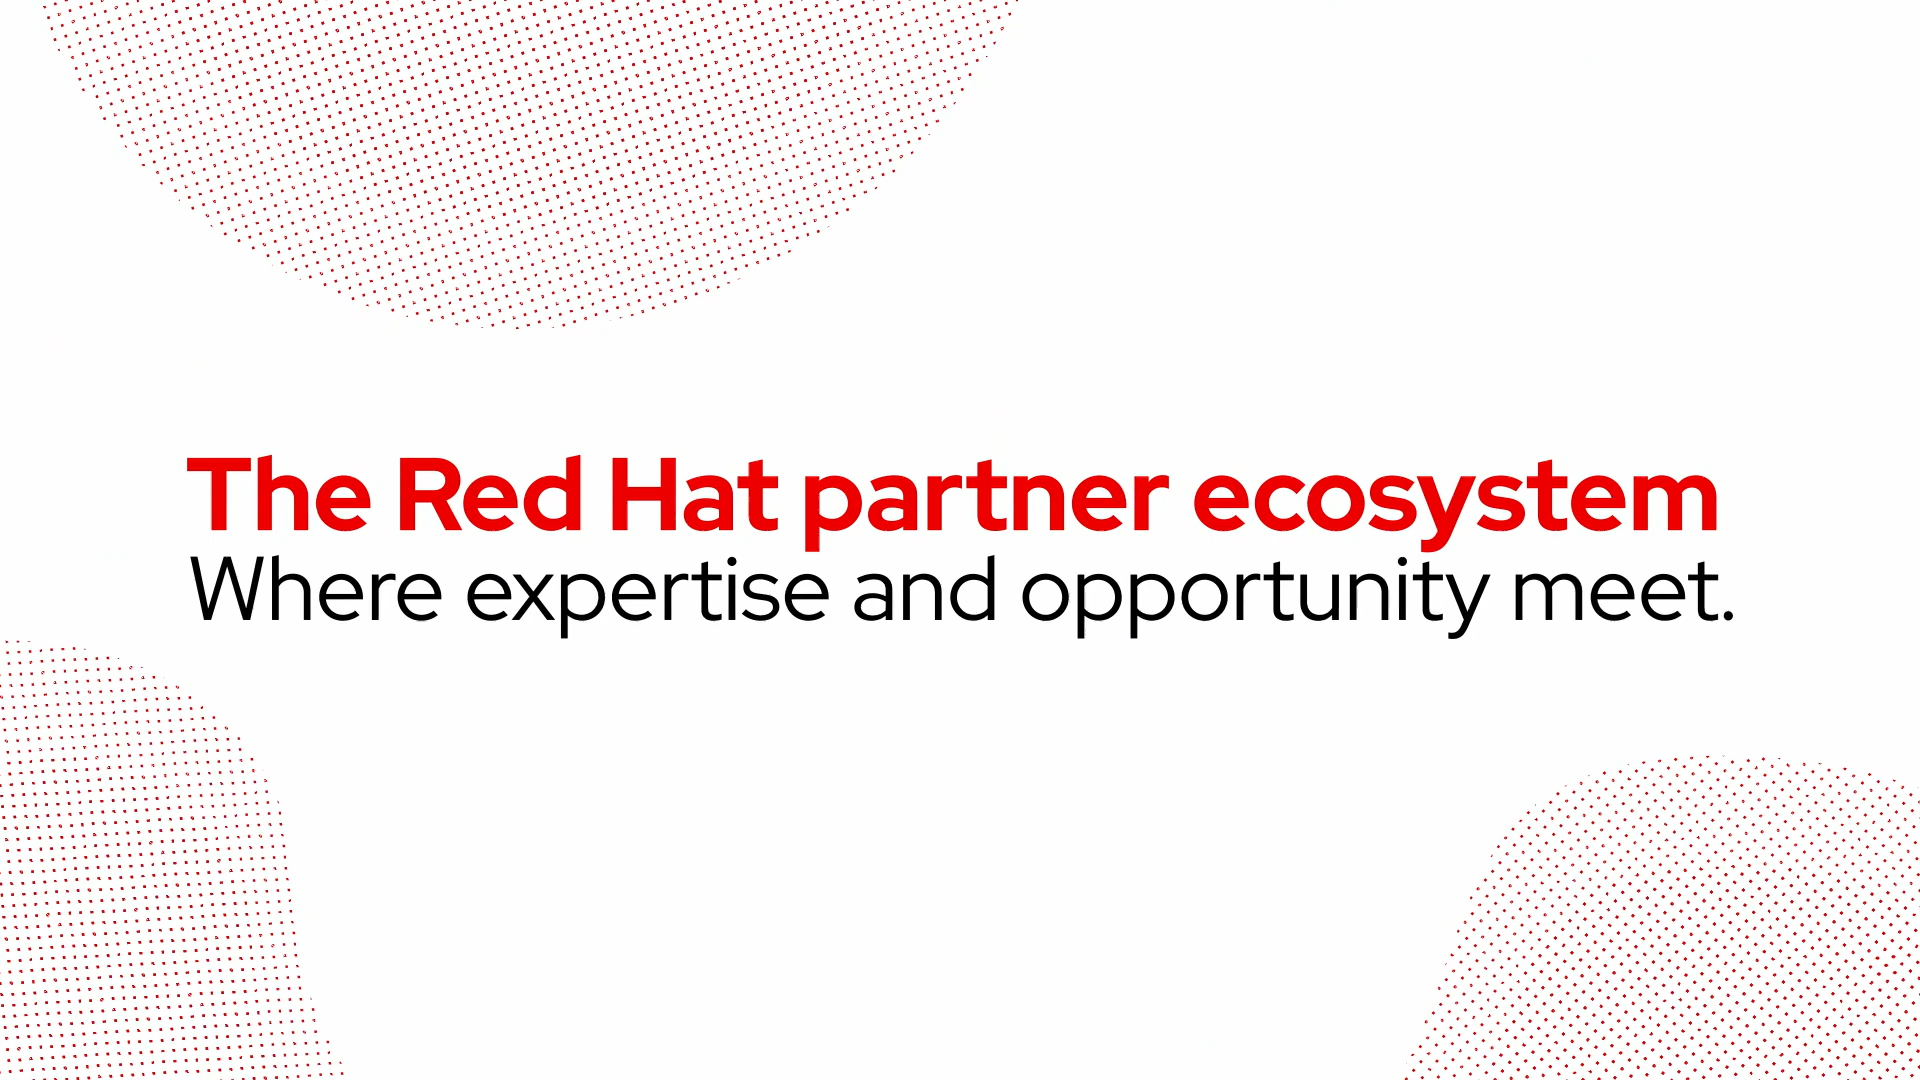 The Red Hat partner ecosystem
Where expertise and opportunity meet.